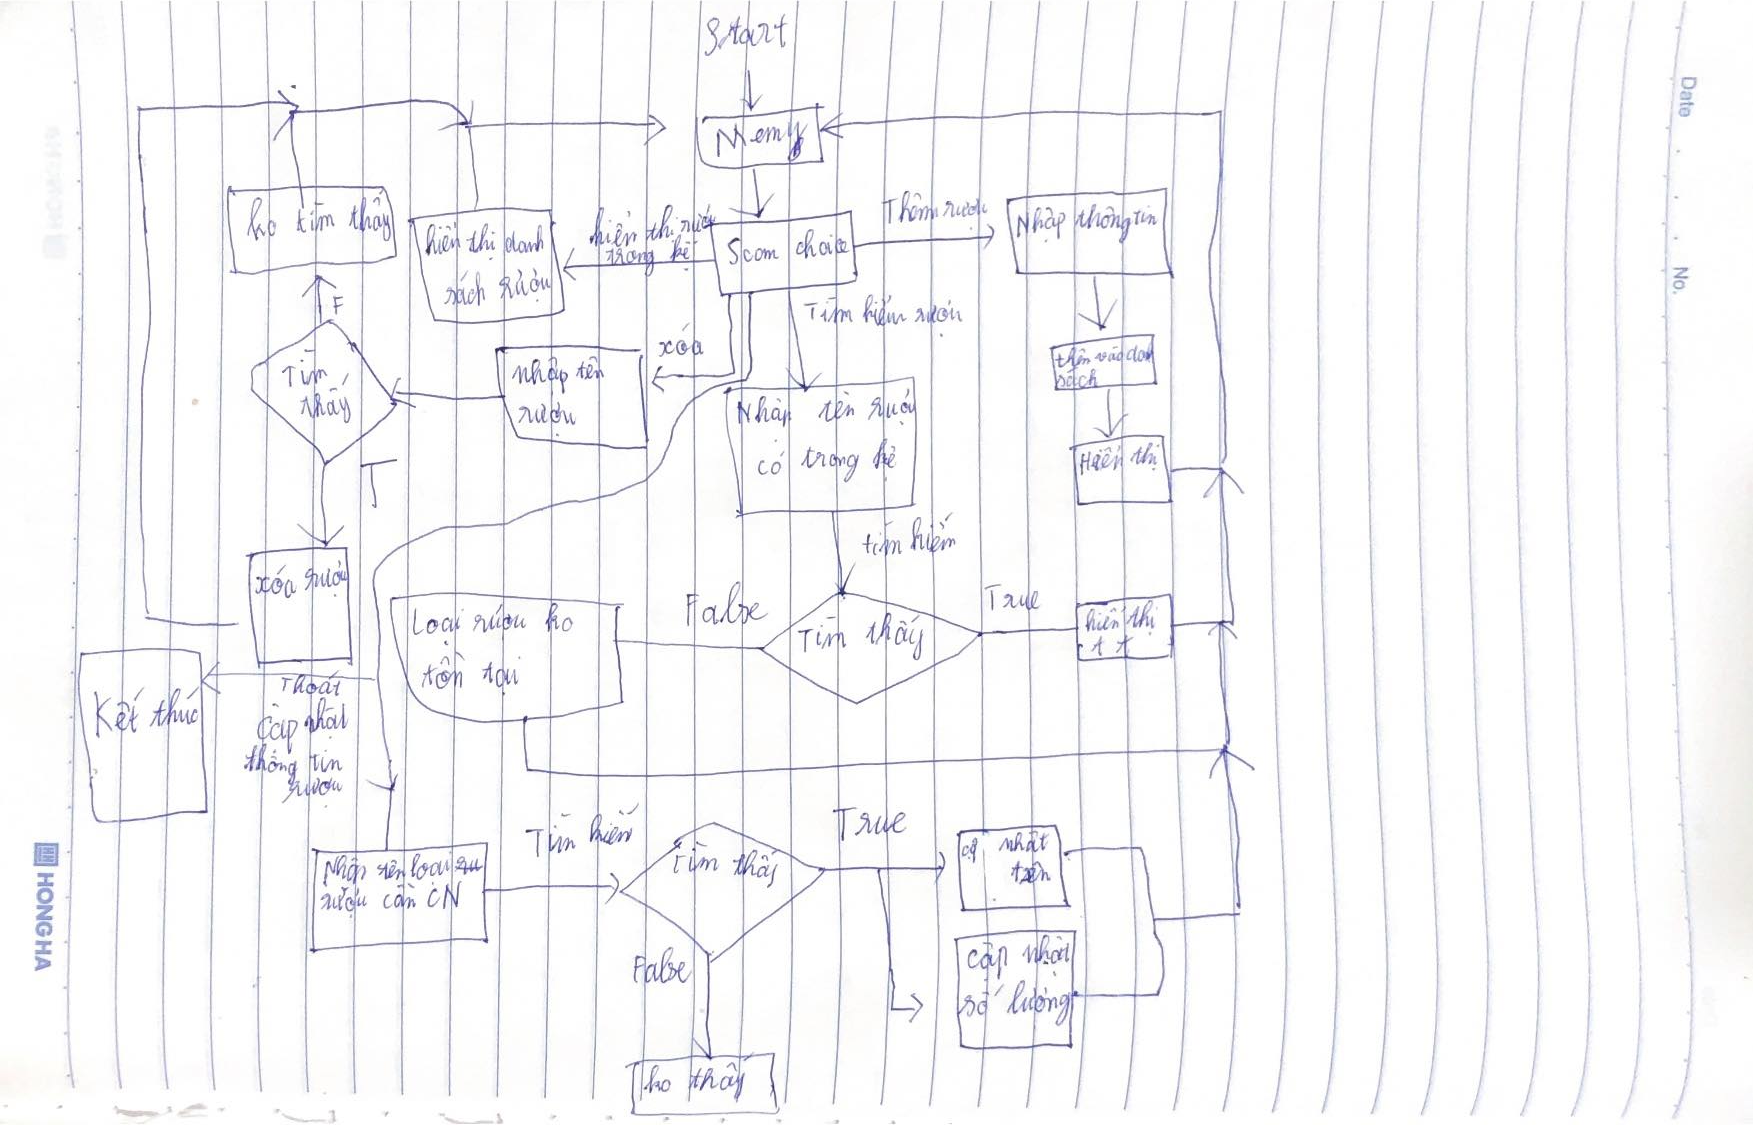 Start
Date
Memy
No.
ko tìm thấy
hiển thị danh
sách rượu
hiển thị rượu
trong kệ
Scom choice
Thêm rượu
Nhập thông tin
F
Tìm
thấy
nhập tên
rượu
xóa
Tìm kiếm rượu
thêm vào danh
sách
Nhập tên rượu
có trong kệ
Hiển thị
T
tìm kiếm
xóa rượu
Loại rượu ko
tồn tại
False
Tìm thấy
True
hiển thị
t t
Kết thúc
Thoát
Cập nhật
thông tin
rượu
Nhập tên loại
rượu cần CN
Tìm kiếm
Tìm thấy
True
nhật
tên
cập nhật
số lượng
False
ko thấy
HONG HA